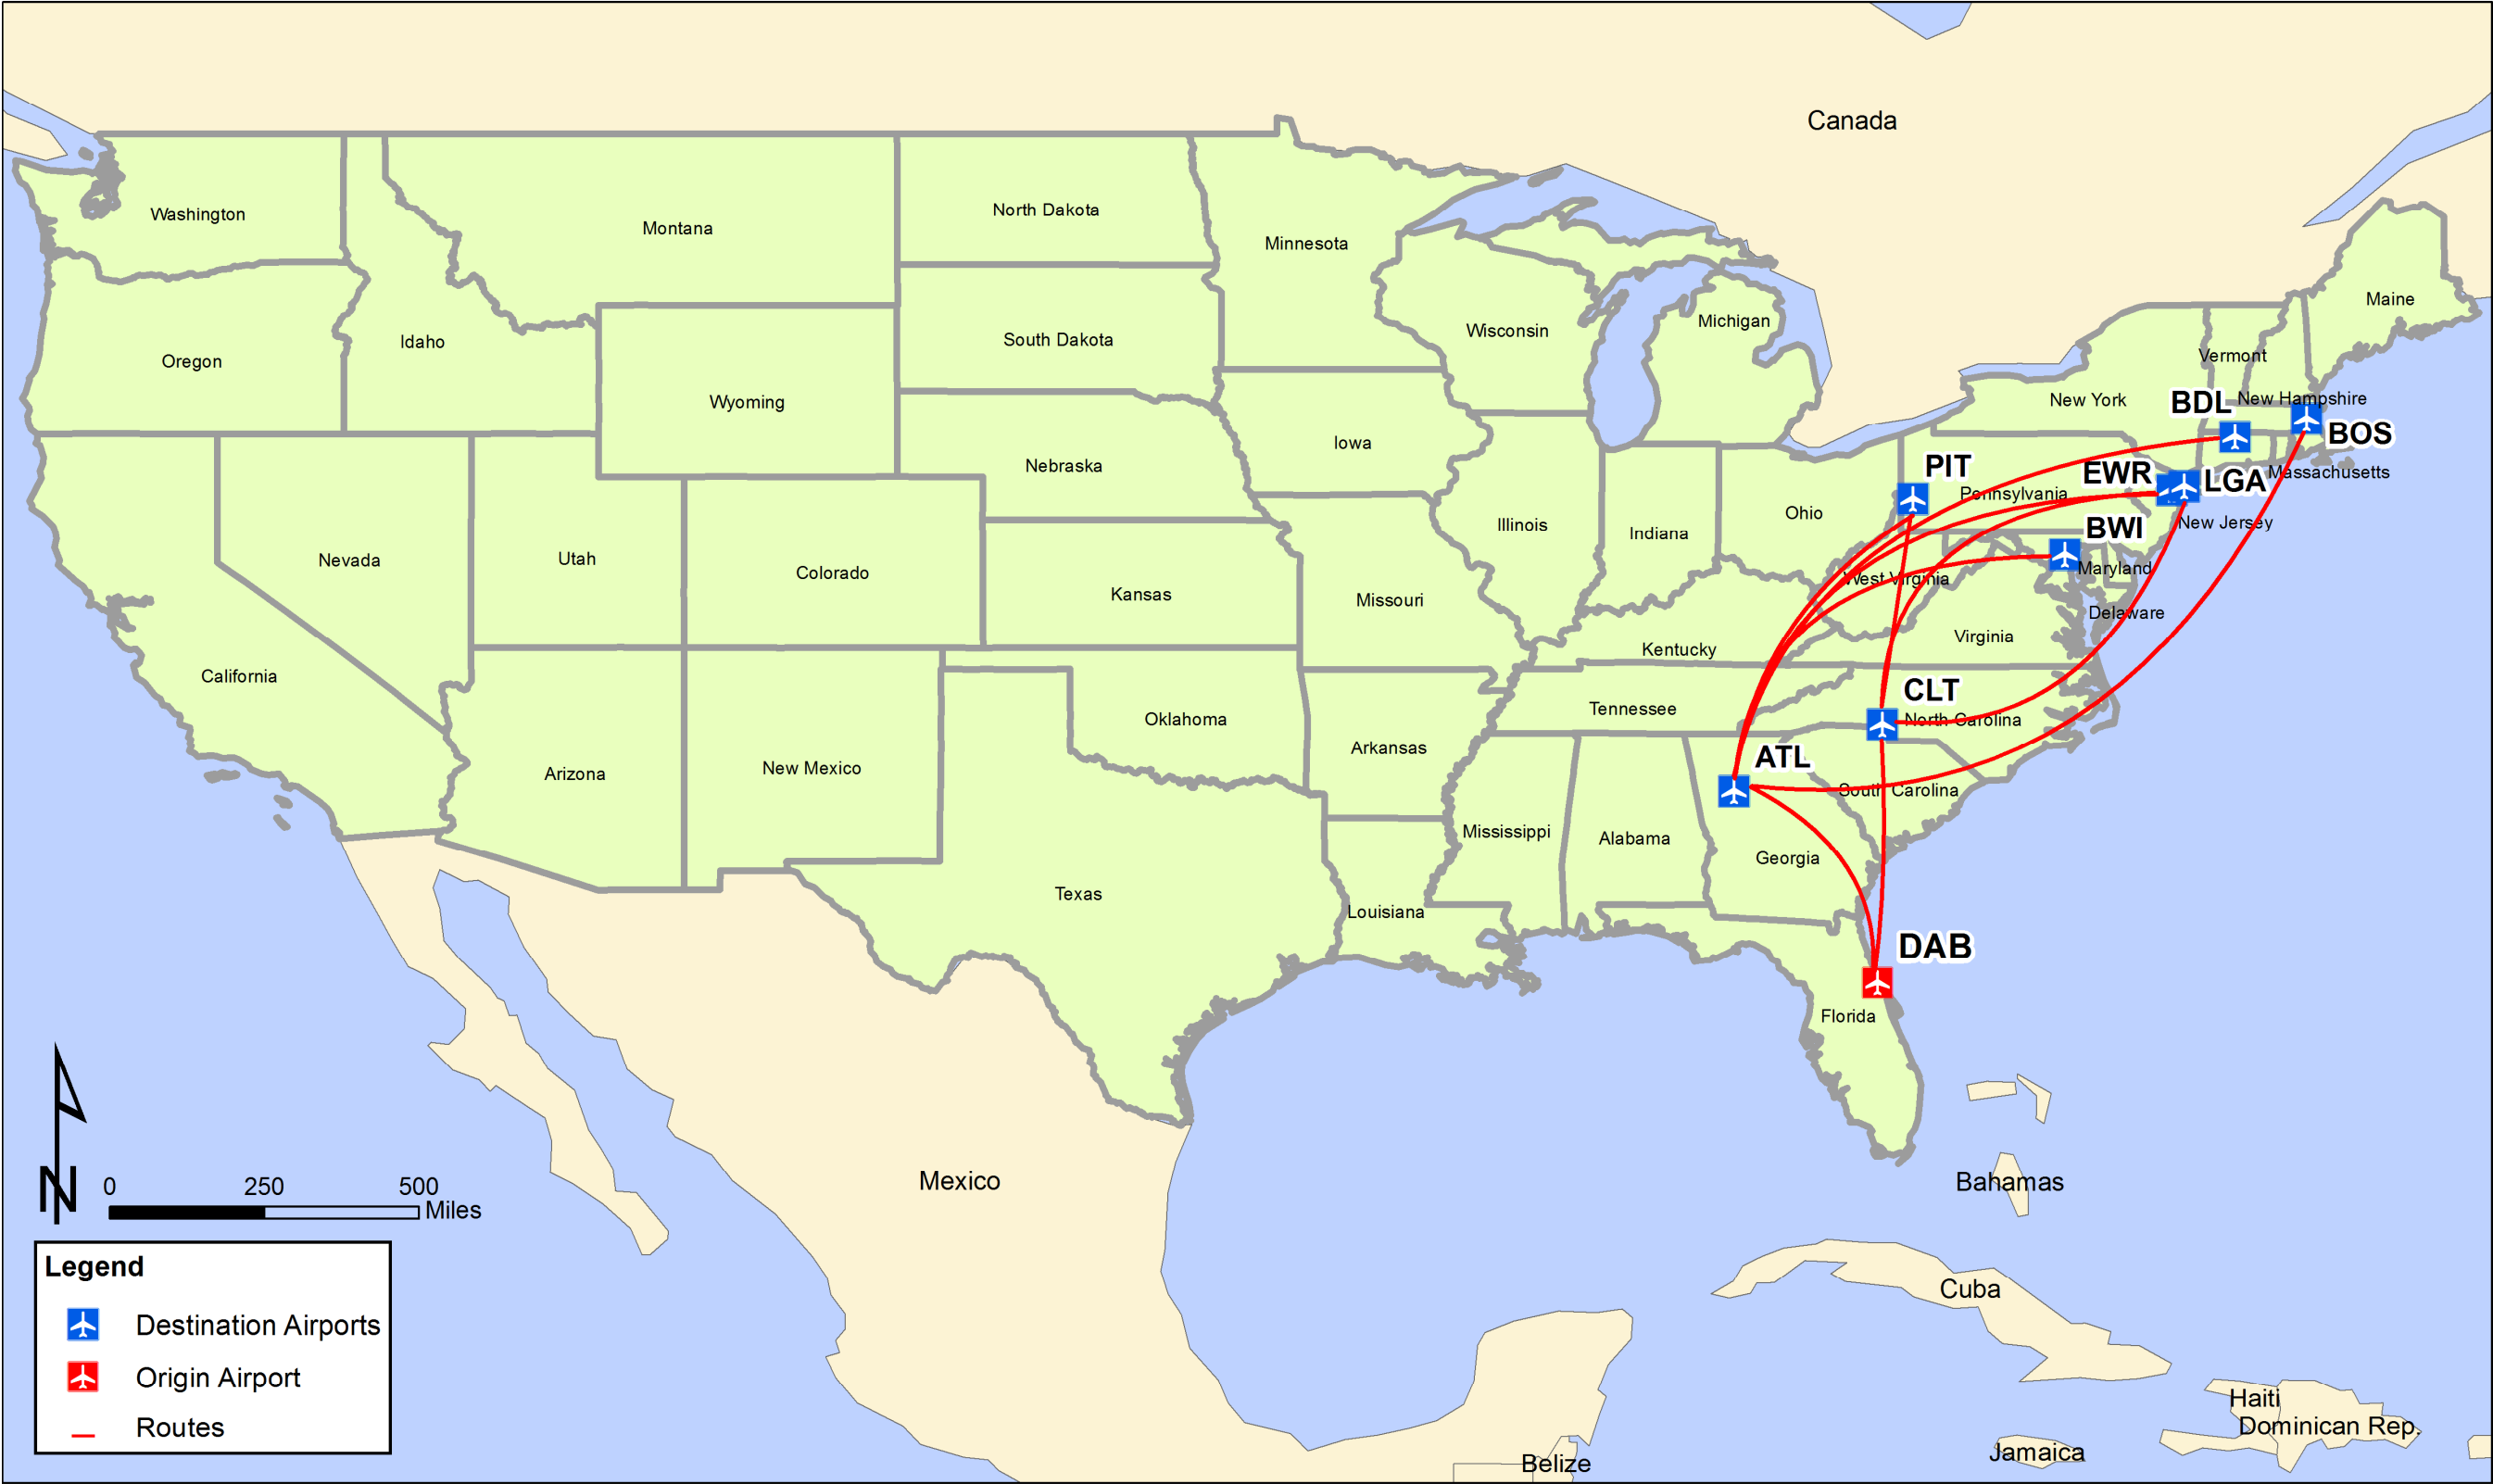 Canada
Washington
Montana
North Dakota
Minnesota
Maine
Michigan
Wisconsin
South Dakota
Idaho
Oregon
Vermont
Wyoming
New York
BDL
New Hampshire
BOS
Iowa
Nebraska
PIT
EWR
LGA
Massachusetts
Pennsylvania
Ohio
Illinois
Indiana
New Jersey
BWI
Nevada
Utah
Colorado
Kansas
Missouri
West Virginia
Maryland
Delaware
Virginia
Kentucky
California
CLT
North Carolina
Tennessee
Oklahoma
Arkansas
ATL
Arizona
New Mexico
South Carolina
Mississippi
Alabama
Georgia
Texas
Louisiana
DAB
Florida
Mexico
Bahamas
N
0 250 500
Miles
Legend
Destination Airports
Origin Airport
Routes
Cuba
Haiti
Dominican Rep.
Jamaica
Belize